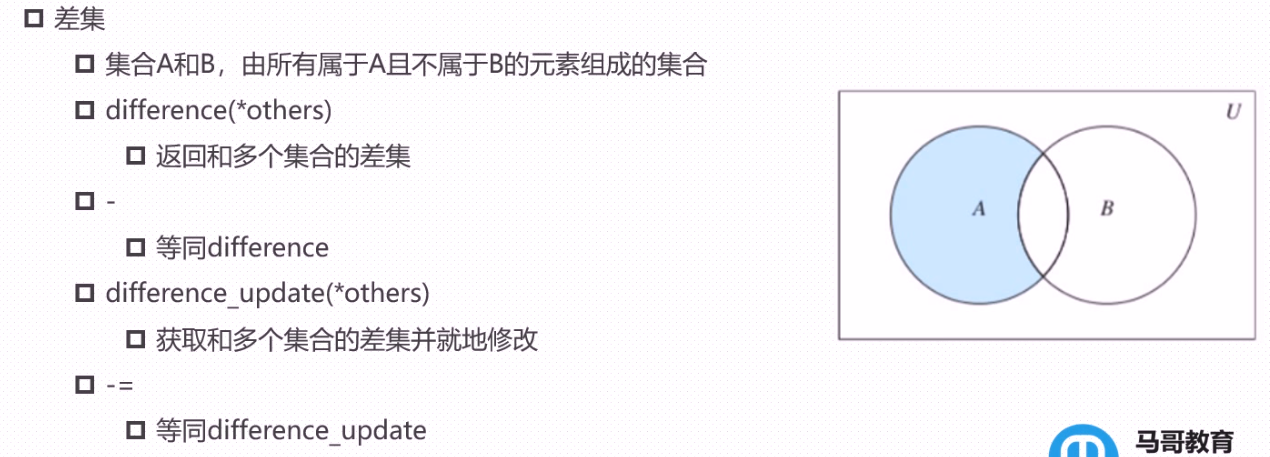 差集
集合A和B，由所有属于A且不属于B的元素组成的集合
difference(*others)
返回和多个集合的差集
-
等同difference
difference_update(*others)
获取和多个集合的差集并就地修改
-=
等同difference_update
U
A
B
马哥教育